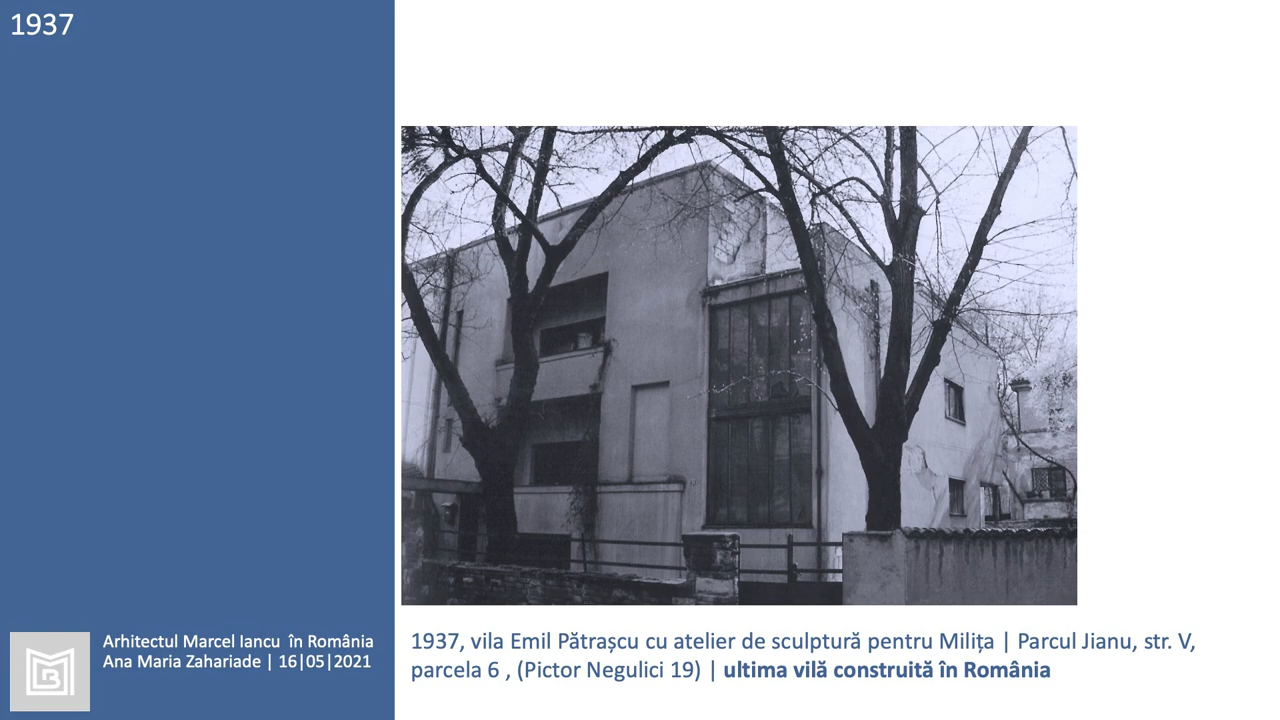 1937
1937, vila Emil Pătrașcu cu atelier de sculptură pentru Milița | Parcul Jianu, str. V,
parcela 6 , (Pictor Negulici 19) | ultima vilă construită în România
Arhitectul Marcel Iancu  în România
Ana Maria Zahariade | 16|05|2021